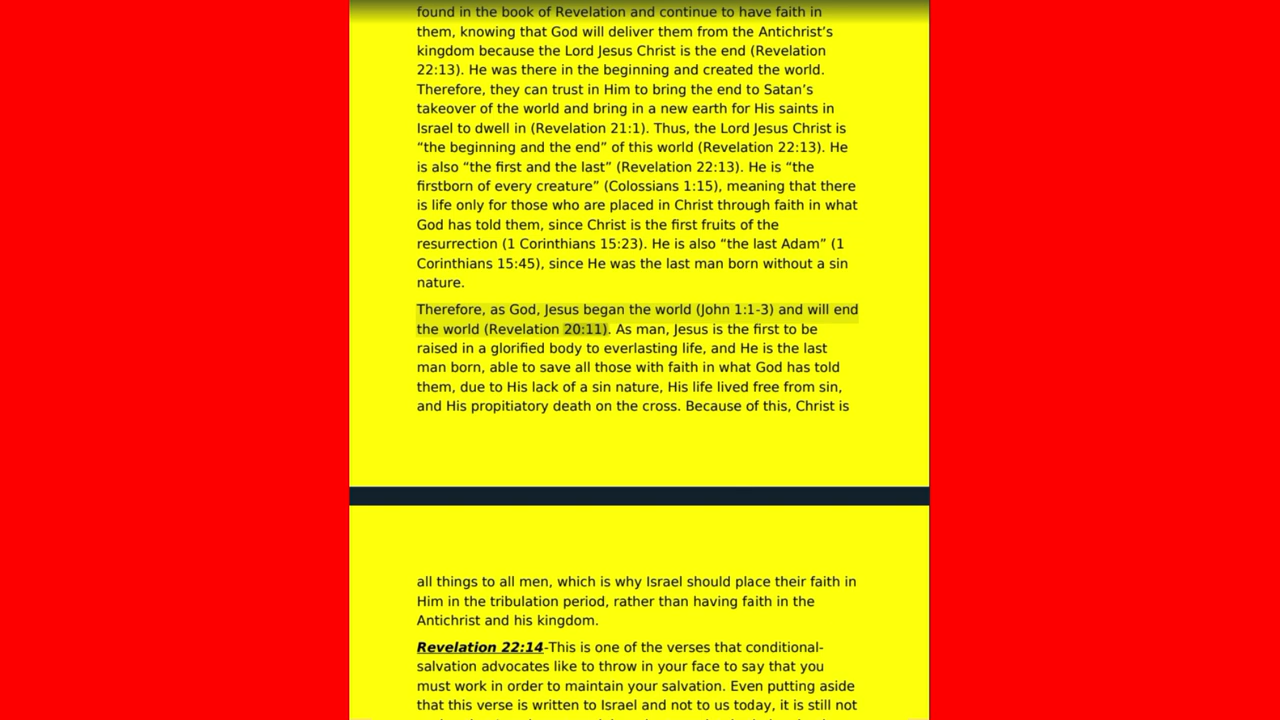 found in the book of Revelation and continue to have faith in
them, knowing that God will deliver them from the Antichrist’s
kingdom because the Lord Jesus Christ is the end (Revelation
22:13). He was there in the beginning and created the world.
Therefore, they can trust in Him to bring the end to Satan’s
takeover of the world and bring in a new earth for His saints in
Israel to dwell in (Revelation 21:1). Thus, the Lord Jesus Christ is
“the beginning and the end” of this world (Revelation 22:13). He
is also “the first and the last” (Revelation 22:13). He is “the
firstborn of every creature” (Colossians 1:15), meaning that there
is life only for those who are placed in Christ through faith in what
God has told them, since Christ is the first fruits of the
resurrection (1 Corinthians 15:23). He is also “the last Adam” (1
Corinthians 15:45), since He was the last man born without a sin
nature.
Therefore, as God, Jesus began the world (John 1:1-3) and will end
the world (Revelation 20:11). As man, Jesus is the first to be
raised in a glorified body to everlasting life, and He is the last
man born, able to save all those with faith in what God has told
them, due to His lack of a sin nature, His life lived free from sin,
and His propitiatory death on the cross. Because of this, Christ is
all things to all men, which is why Israel should place their faith in
Him in the tribulation period, rather than having faith in the
Antichrist and his kingdom.
Revelation 22:14-This is one of the verses that conditional-
salvation advocates like to throw in your face to say that you
must work in order to maintain your salvation. Even putting aside
that this verse is written to Israel and not to us today, it is still not